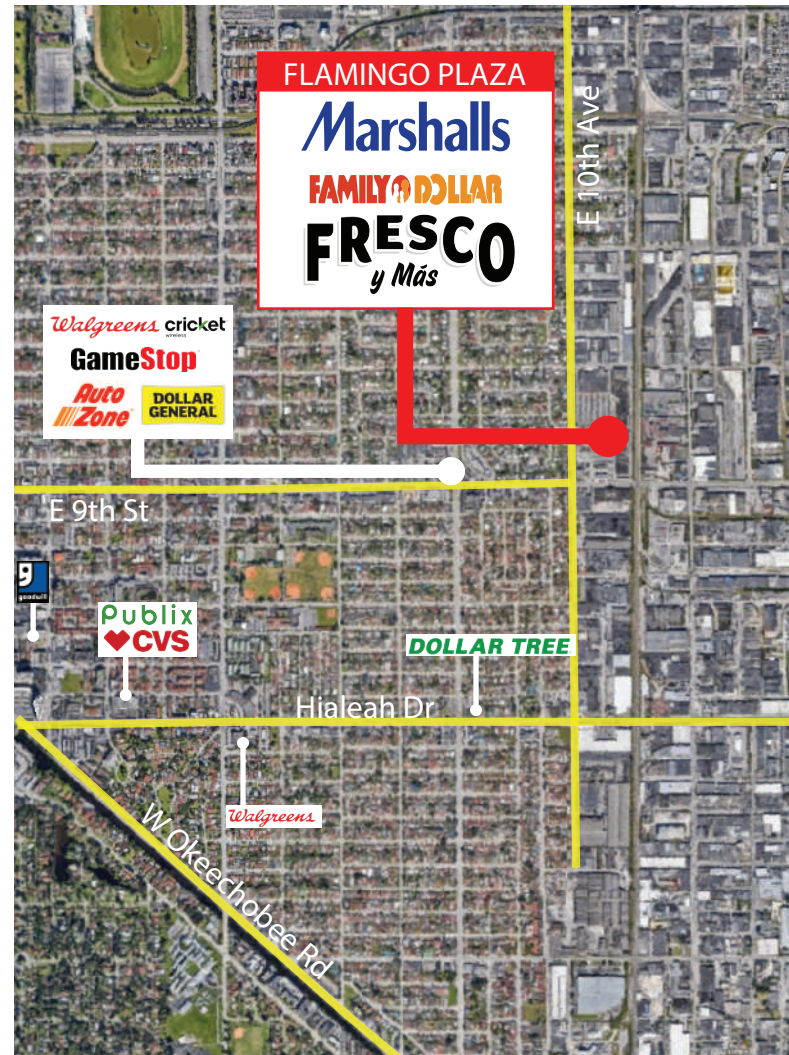 FLAMINGO PLAZA
Marshalls
FAMILY DOLLAR
FRESCO
y Más
E 10th Ave
Walgreens cricket
wireless
GameStop
Auto
Zone
DOLLAR
GENERAL
E 9th St
g
goodwill
Publix
CVS
DOLLAR TREE
Hialeah Dr
Walgreens
W Okeechobee Rd